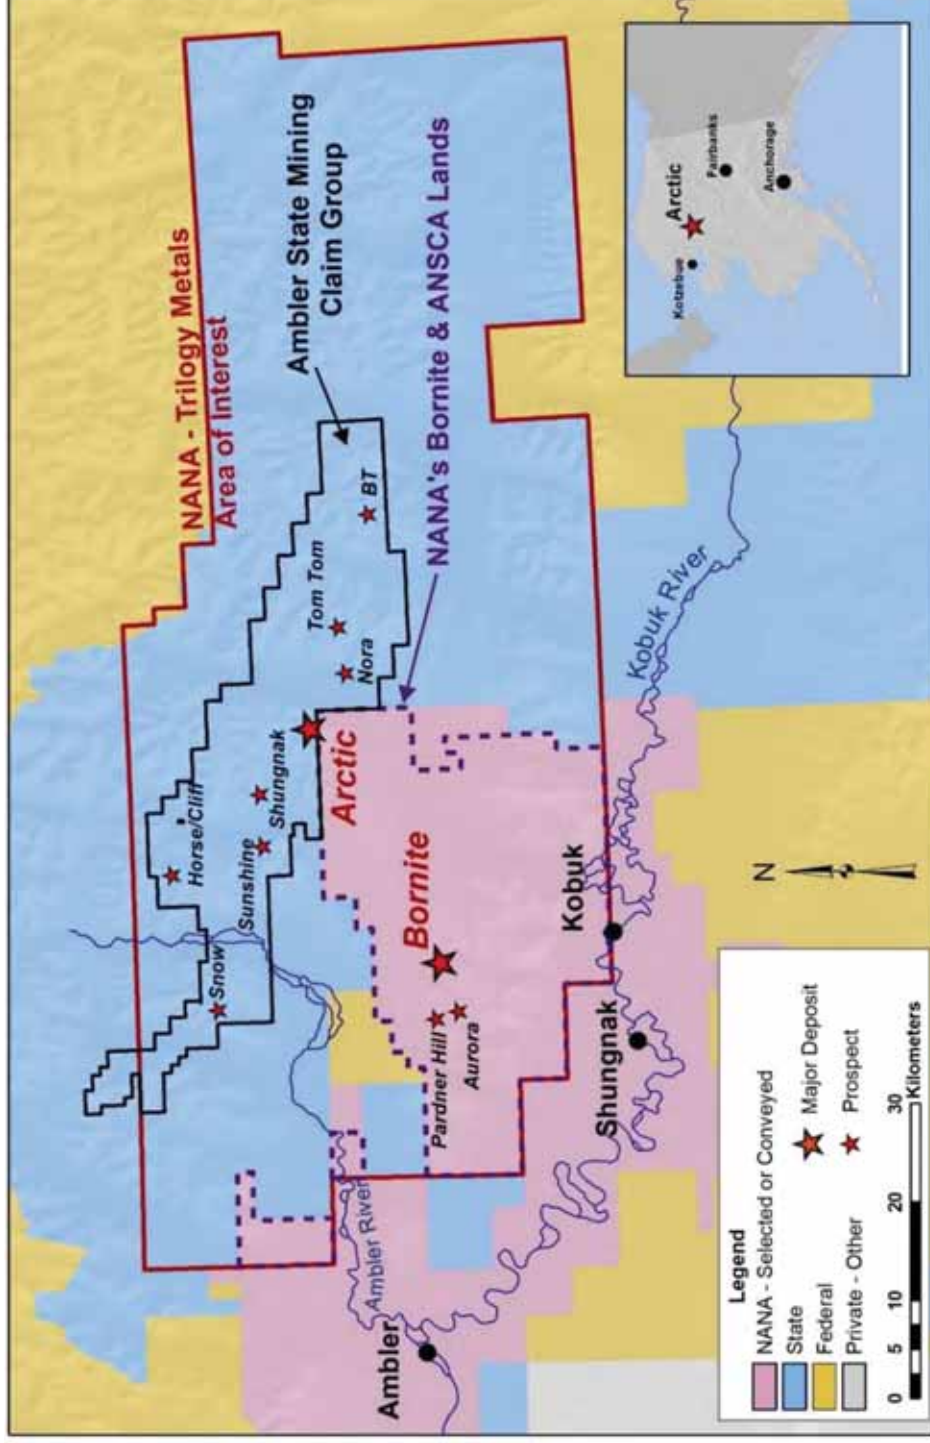 NANA - Trilogy Metals
Area of Interest
Ambler State Mining
Claim Group
NANA's Bornite & ANSCA Lands
Horse/Cliff
Snow
Sunshine
Shungnak
Tom Tom
BT
Nora
Arctic
Bornite
Pardner Hill
Aurora
Ambler River
Ambler
Shungnak
Kobuk
Kobuk River
N
Kotzebue
Arctic
Fairbanks
Anchorage
Legend
NANA - Selected or Conveyed
State
Federal
Private - Other
Major Deposit
Prospect
0 5 10 20 30
Kilometers